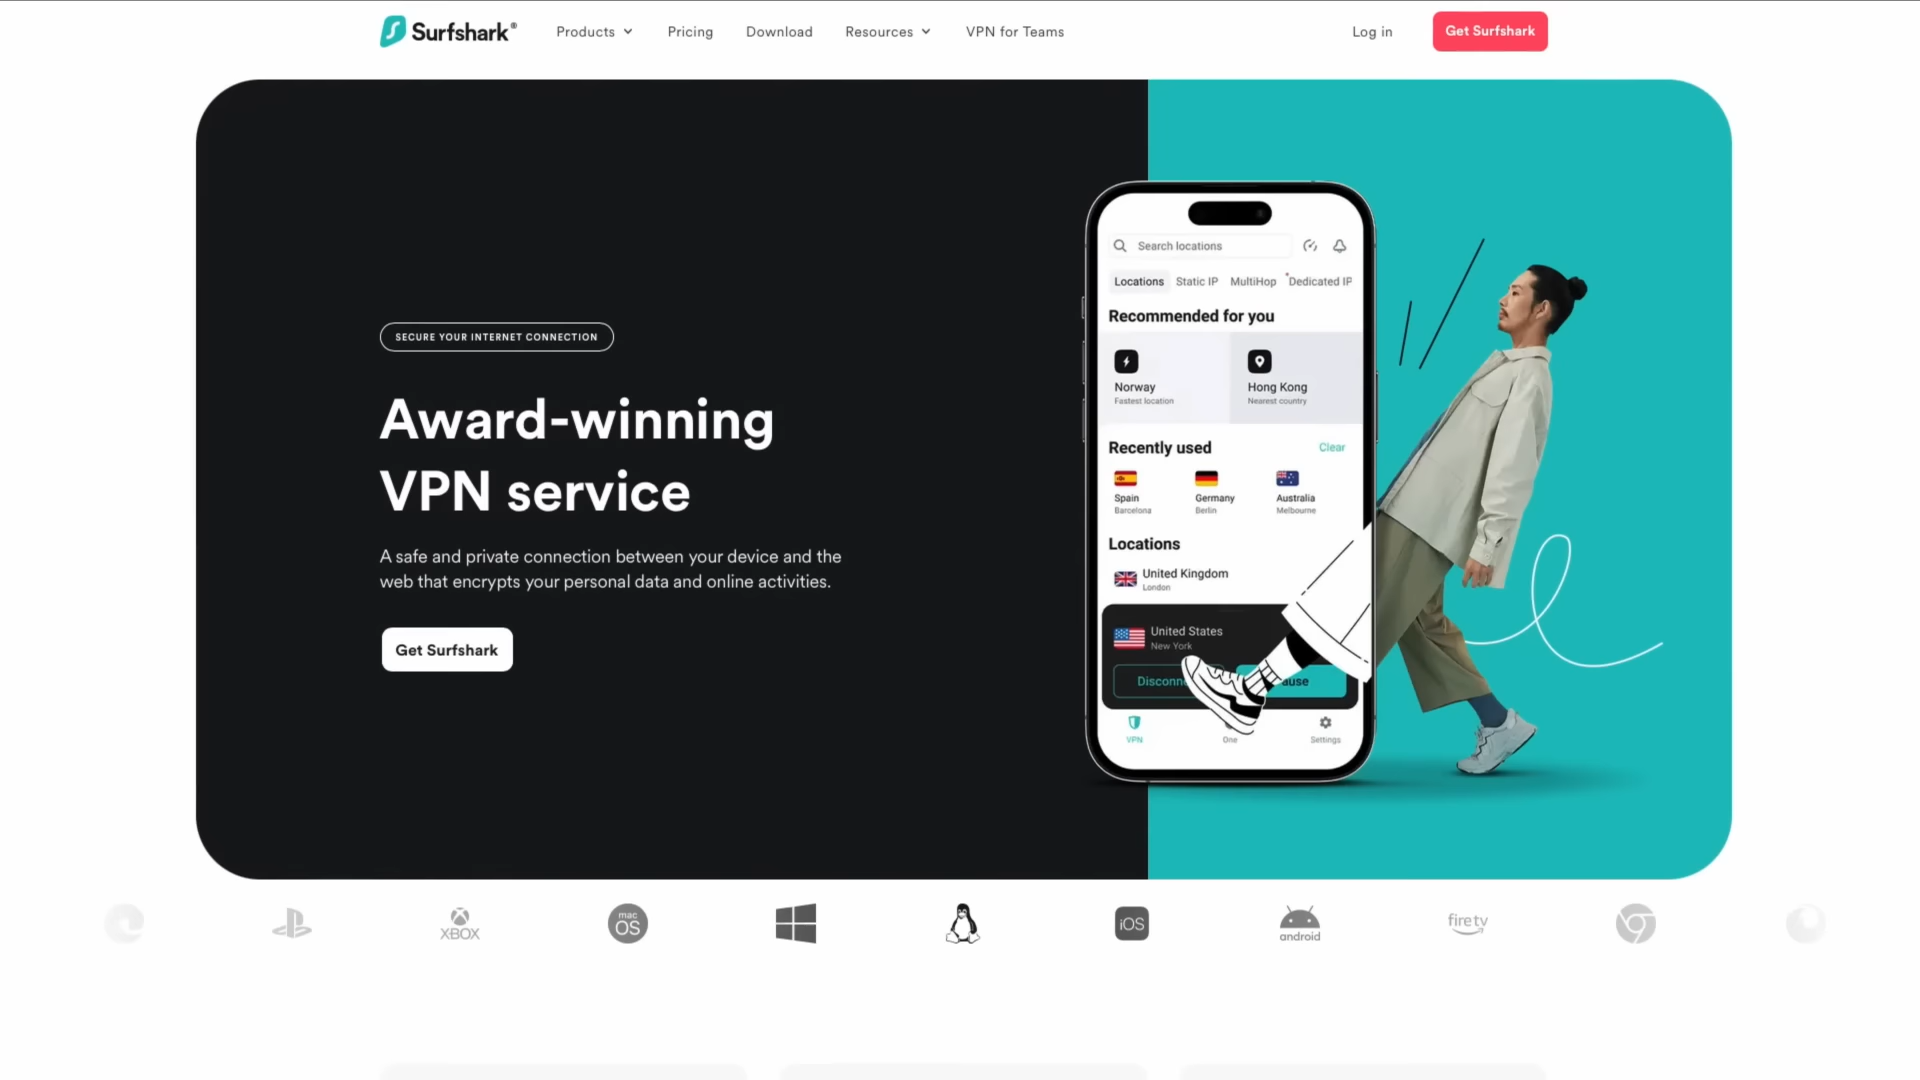 Surfshark®
Products
Pricing
Download
Resources
VPN for Teams
Log in
Get Surfshark
SECURE YOUR INTERNET CONNECTION
Award-winning
VPN service
A safe and private connection between your device and the
web that encrypts your personal data and online activities.
Get Surfshark
Search locations
Locations
Static IP
MultiHop
Dedicated IP
Recommended for you
Norway
Fastest location
Hong Kong
Nearest country
Recently used
Clear
Spain
Barcelona
Germany
Berlin
Australia
Melbourne
Locations
United Kingdom
London
United States
New York
Disconn
ause
VPN
One
Settings
XBOX
mac
OS
iOS
android
firetv